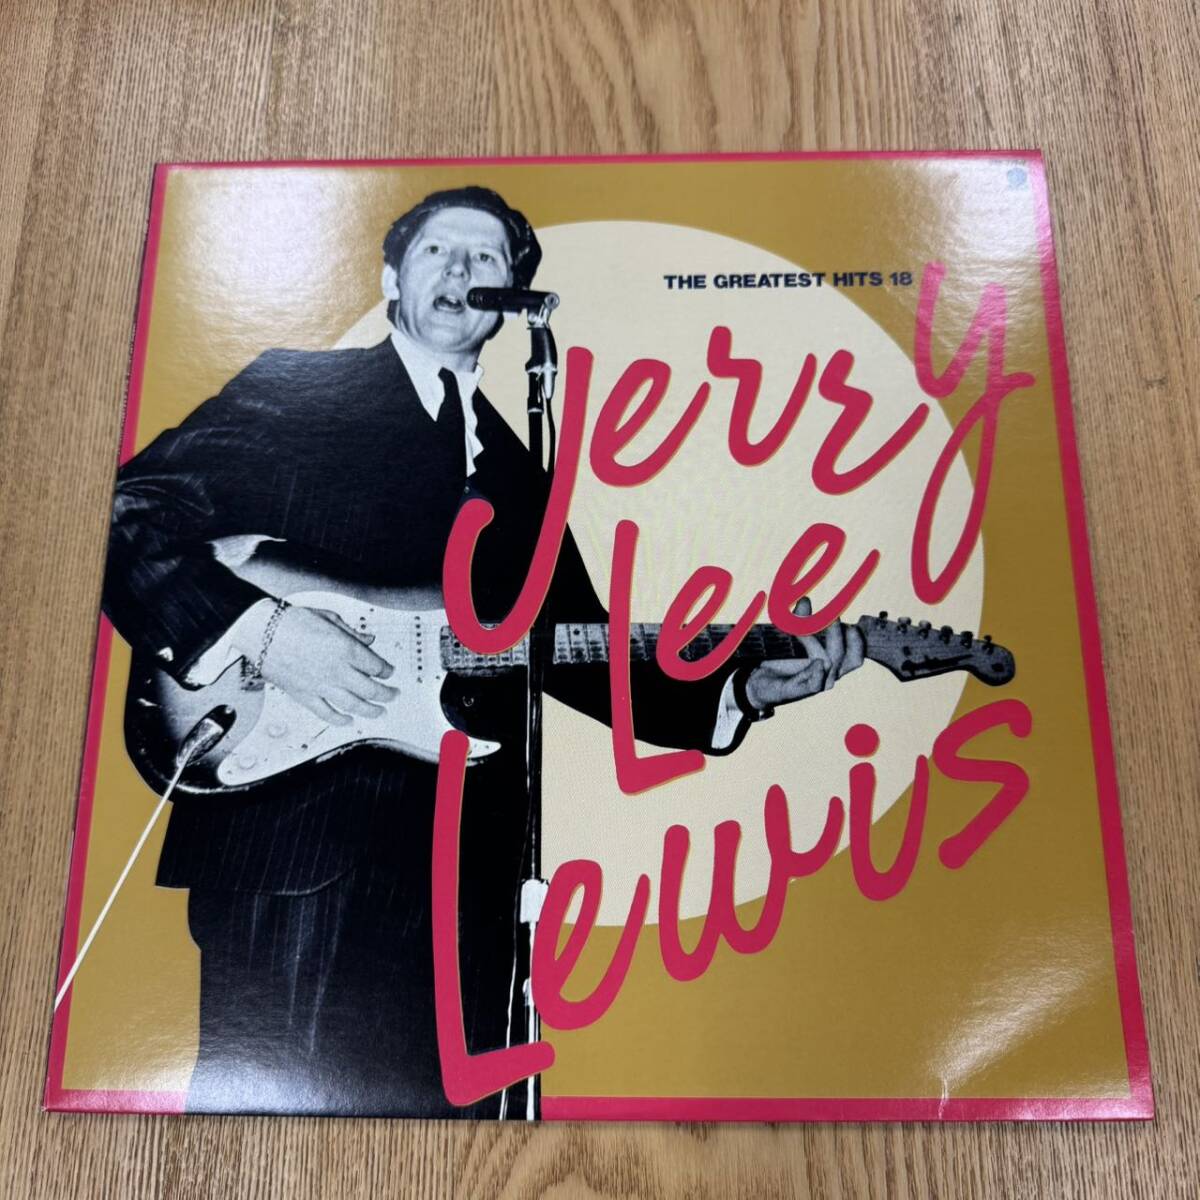 THE GREATEST HITS 18
Jerry
Lee
Lewis